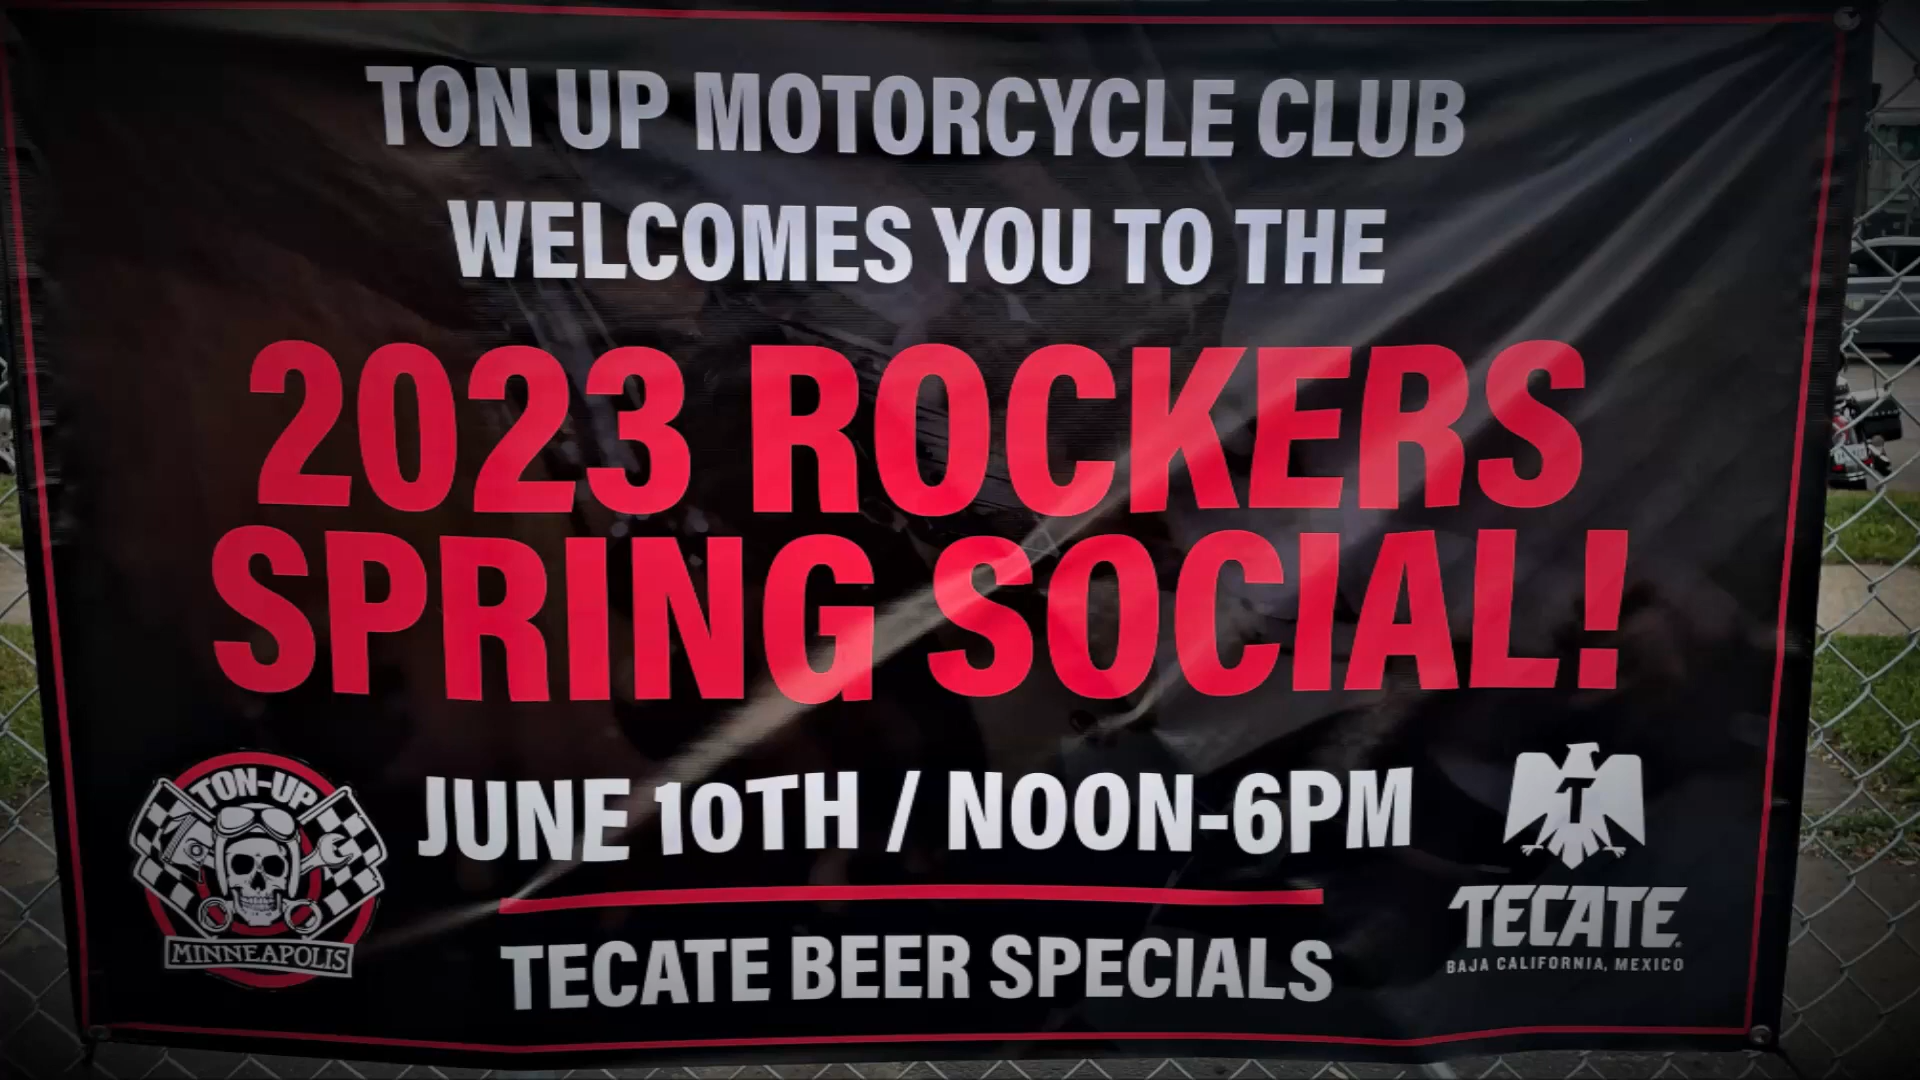 TON UP MOTORCYCLE CLUB
WELCOMES YOU TO THE
2023 ROCKERS
SPRING SOCIAL!
JUNE 10TH / NOON-6PM
TECATE BEER SPECIALS
TON-UP
MINNEAPOLIS
T
TECATE
BAJA CALIFORNIA, MEXICO